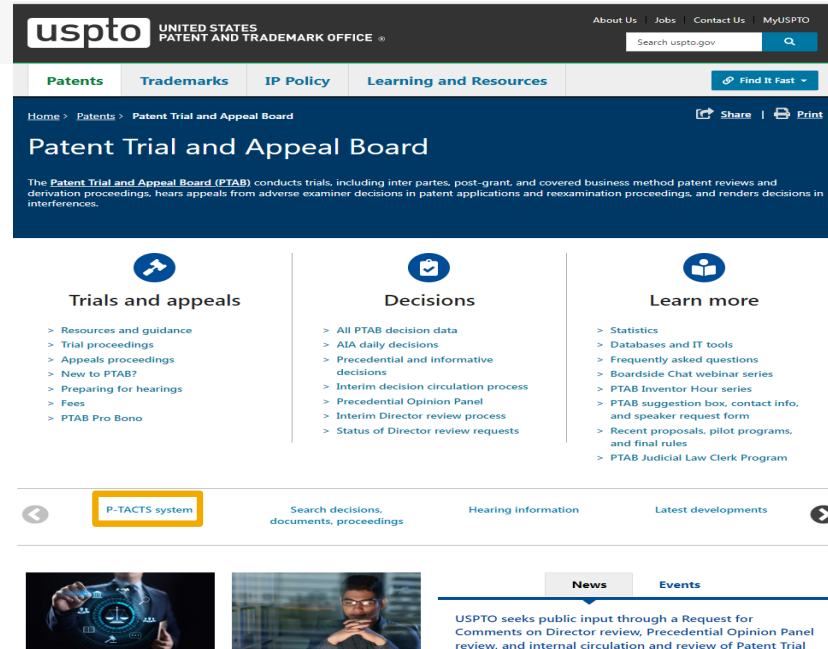 About Us Jobs Contact Us MyUSPTO
uspto UNITED STATES
PATENT AND TRADEMARK OFFICE ®
Search uspto.gov
Patents Trademarks IP Policy Learning and Resources Find It Fast
Home > Patents > Patent Trial and Appeal Board Share | Print
Patent Trial and Appeal Board
The Patent Trial and Appeal Board (PTAB) conducts trials, including inter partes, post-grant, and covered business method patent reviews and
derivation proceedings, hears appeals from adverse examiner decisions in patent applications and reexamination proceedings, and renders decisions in
interferences.
Trials and appeals
> Resources and guidance
> Trial proceedings
> Appeals proceedings
> New to PTAB?
> Preparing for hearings
> Fees
> PTAB Pro Bono
Decisions
> All PTAB decision data
> AIA daily decisions
> Precedential and informative
decisions
> Interim decision circulation process
> Precedential Opinion Panel
> Interim Director review process
> Status of Director review requests
Learn more
> Statistics
> Databases and IT tools
> Frequently asked questions
> Boardside Chat webinar series
> PTAB Inventor Hour series
> PTAB suggestion box, contact info,
and speaker request form
> Recent proposals, pilot programs,
and final rules
> PTAB Judicial Law Clerk Program
P-TACTS system
Search decisions,
documents, proceedings
Hearing information
Latest developments
News Events
USPTO seeks public input through a Request for
Comments on Director review, Precedential Opinion Panel
review, and internal circulation and review of Patent Trial